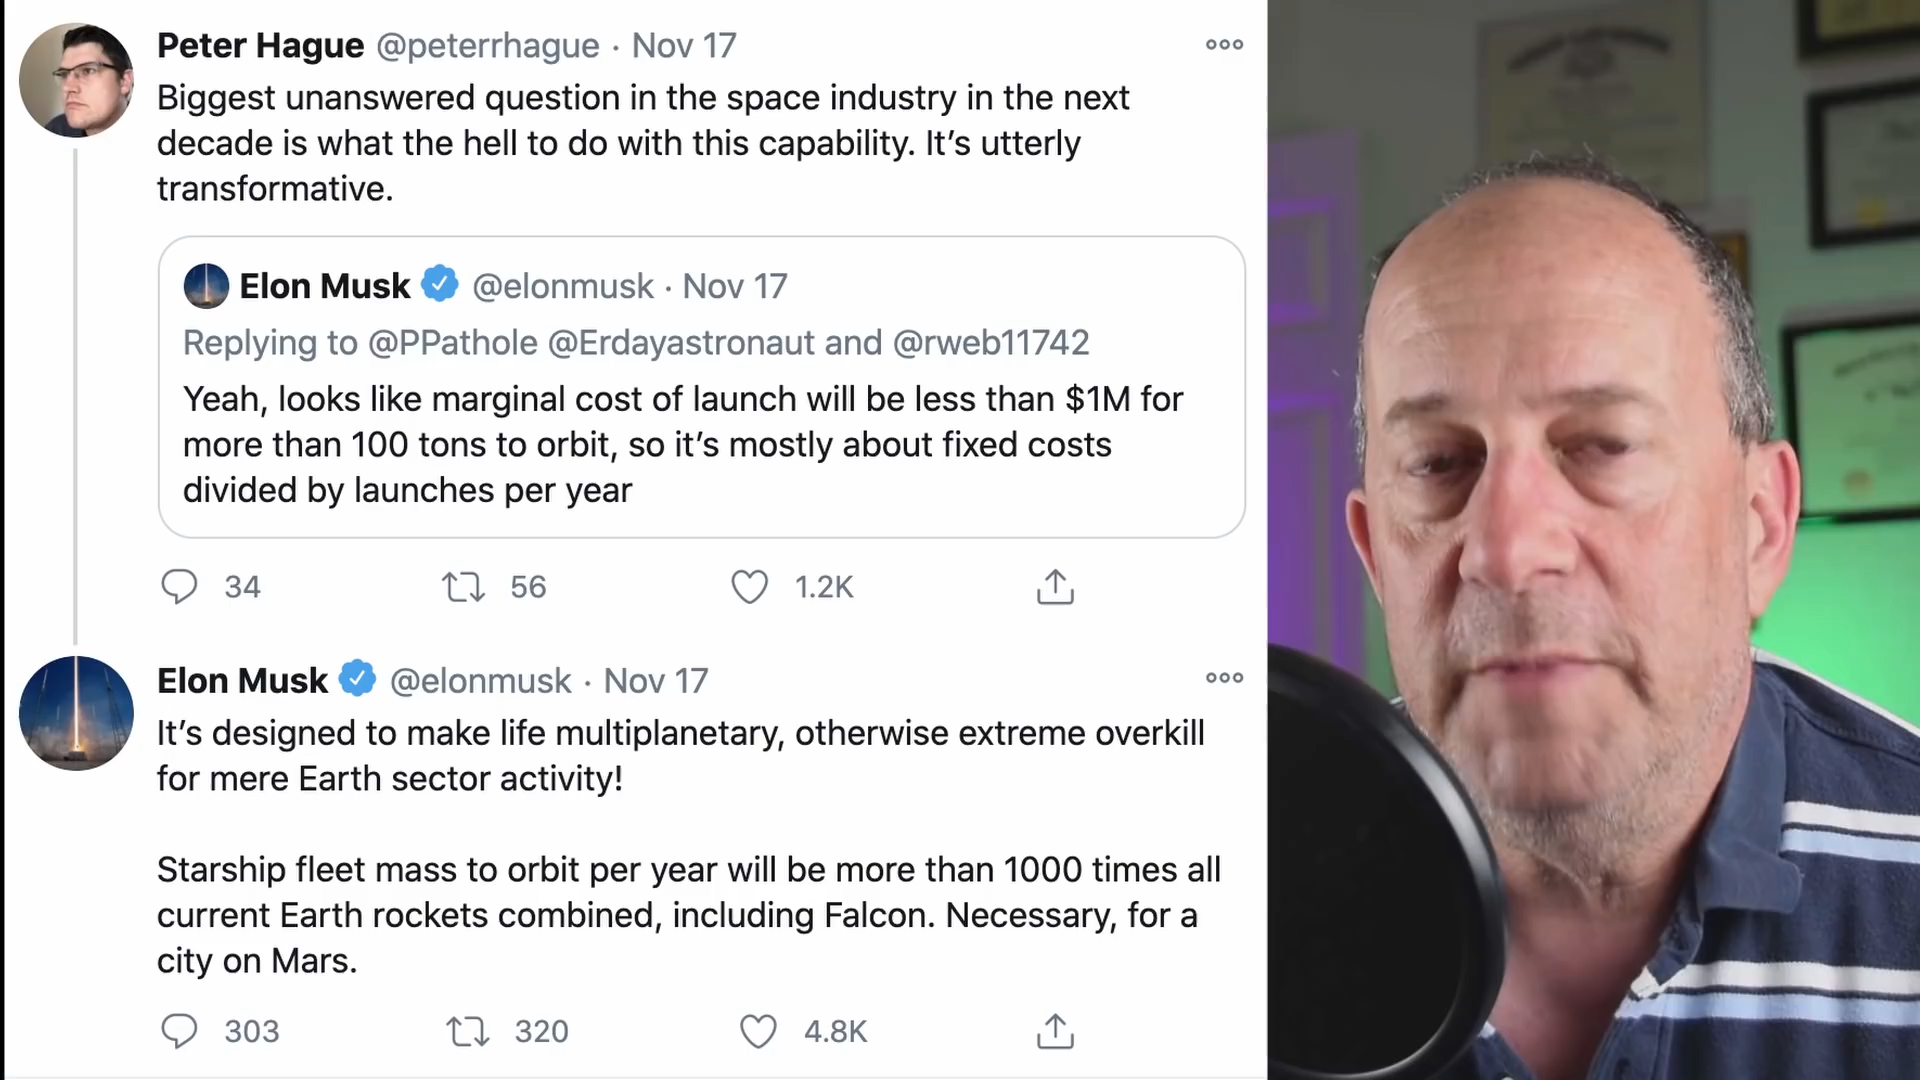 Peter Hague @peterrhague · Nov 17
Biggest unanswered question in the space industry in the next
decade is what the hell to do with this capability. It’s utterly
transformative.
Elon Musk @elonmusk · Nov 17
Replying to @PPathole @Erdayastronaut and @rweb11742
Yeah, looks like marginal cost of launch will be less than $1M for
more than 100 tons to orbit, so it’s mostly about fixed costs
divided by launches per year
34 56 1.2K
Elon Musk @elonmusk · Nov 17
It’s designed to make life multiplanetary, otherwise extreme overkill
for mere Earth sector activity!
Starship fleet mass to orbit per year will be more than 1000 times all
current Earth rockets combined, including Falcon. Necessary, for a
city on Mars.
303 320 4.8K